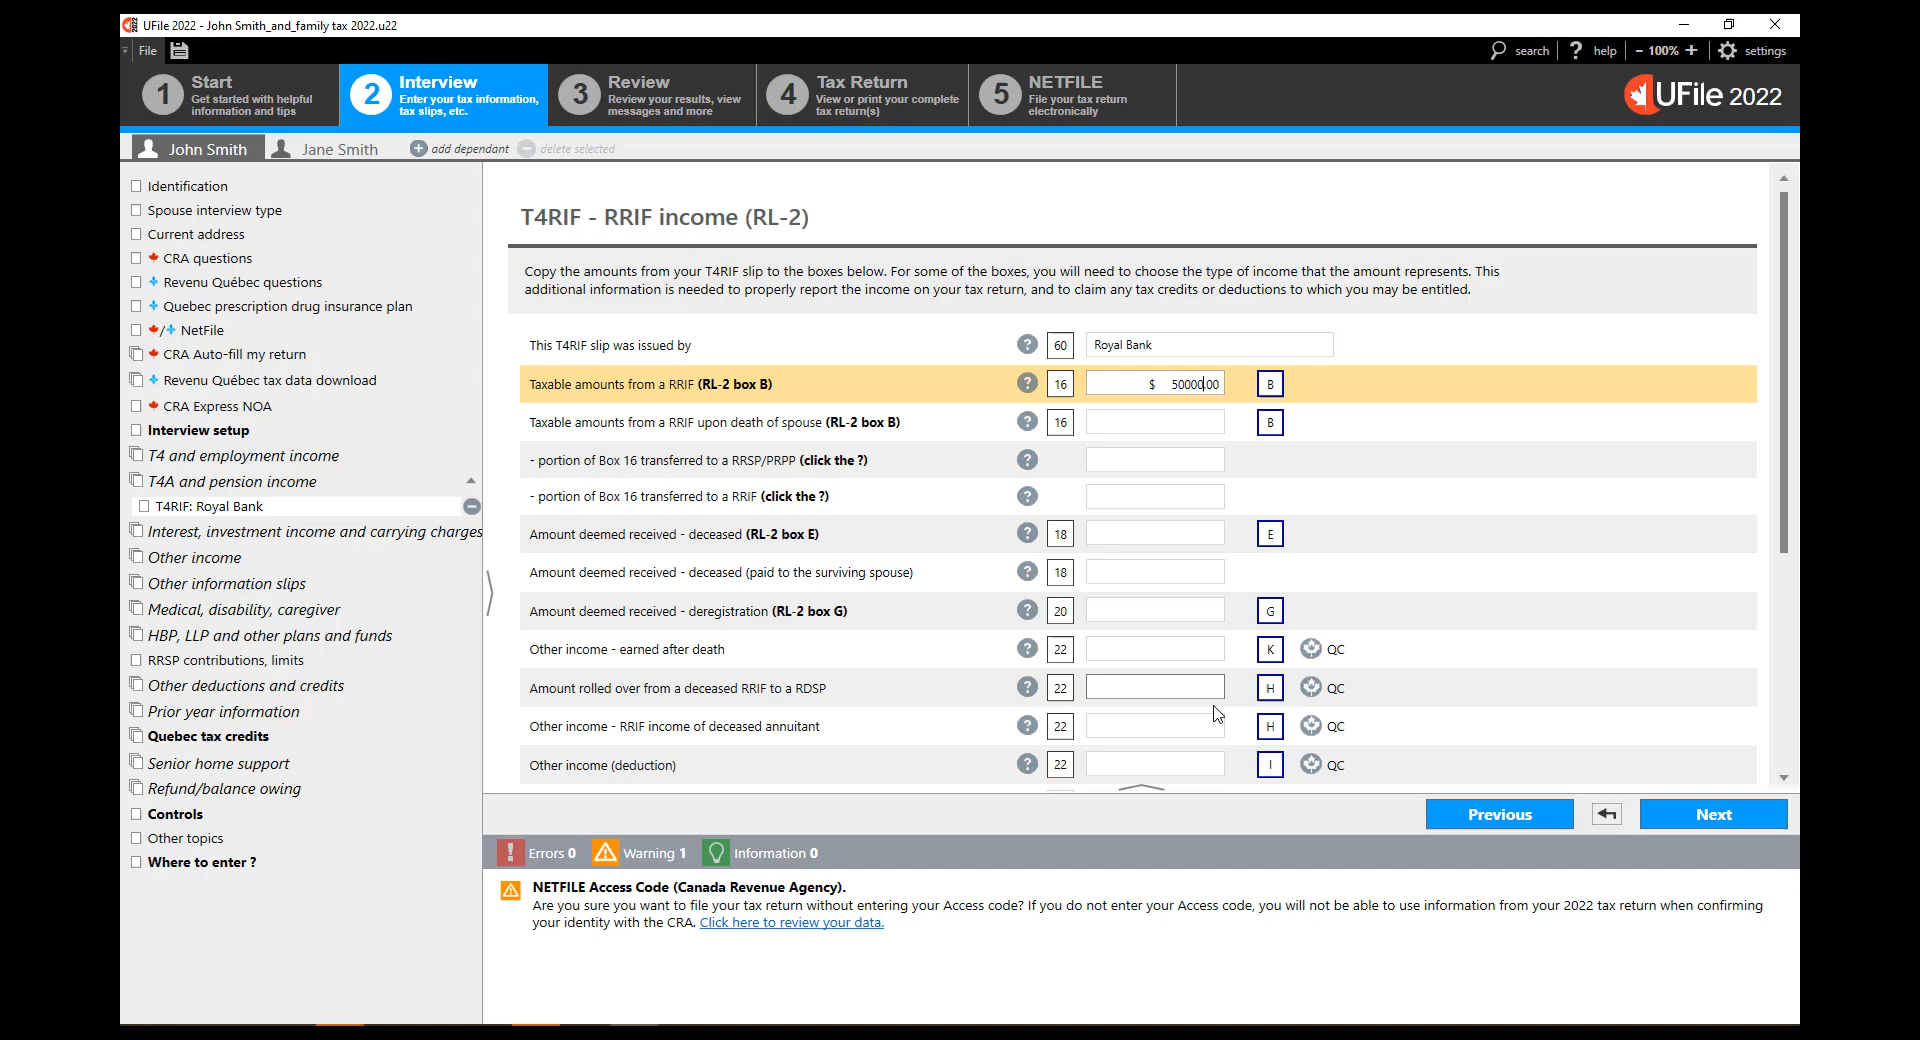 UFile 2022 - John Smith_and_family tax 2022.u22
File
search
help
- 100% +
settings
1
Start
Get started with helpful
information and tips
2
Interview
Enter your tax information,
tax slips, etc.
3
Review
Review your results, view
messages and more
4
Tax Return
View or print your complete
tax return(s)
5
NETFILE
File your tax return
electronically
UFile 2022
John Smith
Jane Smith
add dependant
delete selected
Identification
Spouse interview type
Current address
CRA questions
Revenu Québec questions
Quebec prescription drug insurance plan
/ NetFile
CRA Auto-fill my return
Revenu Québec tax data download
CRA Express NOA
Interview setup
T4 and employment income
T4A and pension income
T4RIF: Royal Bank
Interest, investment income and carrying charges
Other income
Other information slips
Medical, disability, caregiver
HBP, LLP and other plans and funds
RRSP contributions, limits
Other deductions and credits
Prior year information
Quebec tax credits
Senior home support
Refund/balance owing
Controls
Other topics
Where to enter ?
T4RIF - RRIF income (RL-2)
Copy the amounts from your T4RIF slip to the boxes below. For some of the boxes, you will need to choose the type of income that the amount represents. This
additional information is needed to properly report the income on your tax return, and to claim any tax credits or deductions to which you may be entitled.
This T4RIF slip was issued by ? 60 Royal Bank
Taxable amounts from a RRIF (RL-2 box B) ? 16 $ 50000.00 B
Taxable amounts from a RRIF upon death of spouse (RL-2 box B) ? 16 B
- portion of Box 16 transferred to a RRSP/PRPP (click the ?) ?
- portion of Box 16 transferred to a RRIF (click the ?) ?
Amount deemed received - deceased (RL-2 box E) ? 18 E
Amount deemed received - deceased (paid to the surviving spouse) ? 18
Amount deemed received - deregistration (RL-2 box G) ? 20 G
Other income - earned after death ? 22 K QC
Amount rolled over from a deceased RRIF to a RDSP ? 22 H QC
Other income - RRIF income of deceased annuitant ? 22 H QC
Other income (deduction) ? 22 I QC
Previous
Next
Errors 0
Warning 1
Information 0
NETFILE Access Code (Canada Revenue Agency).
Are you sure you want to file your tax return without entering your Access code? If you do not enter your Access code, you will not be able to use information from your 2022 tax return when confirming
your identity with the CRA. Click here to review your data.